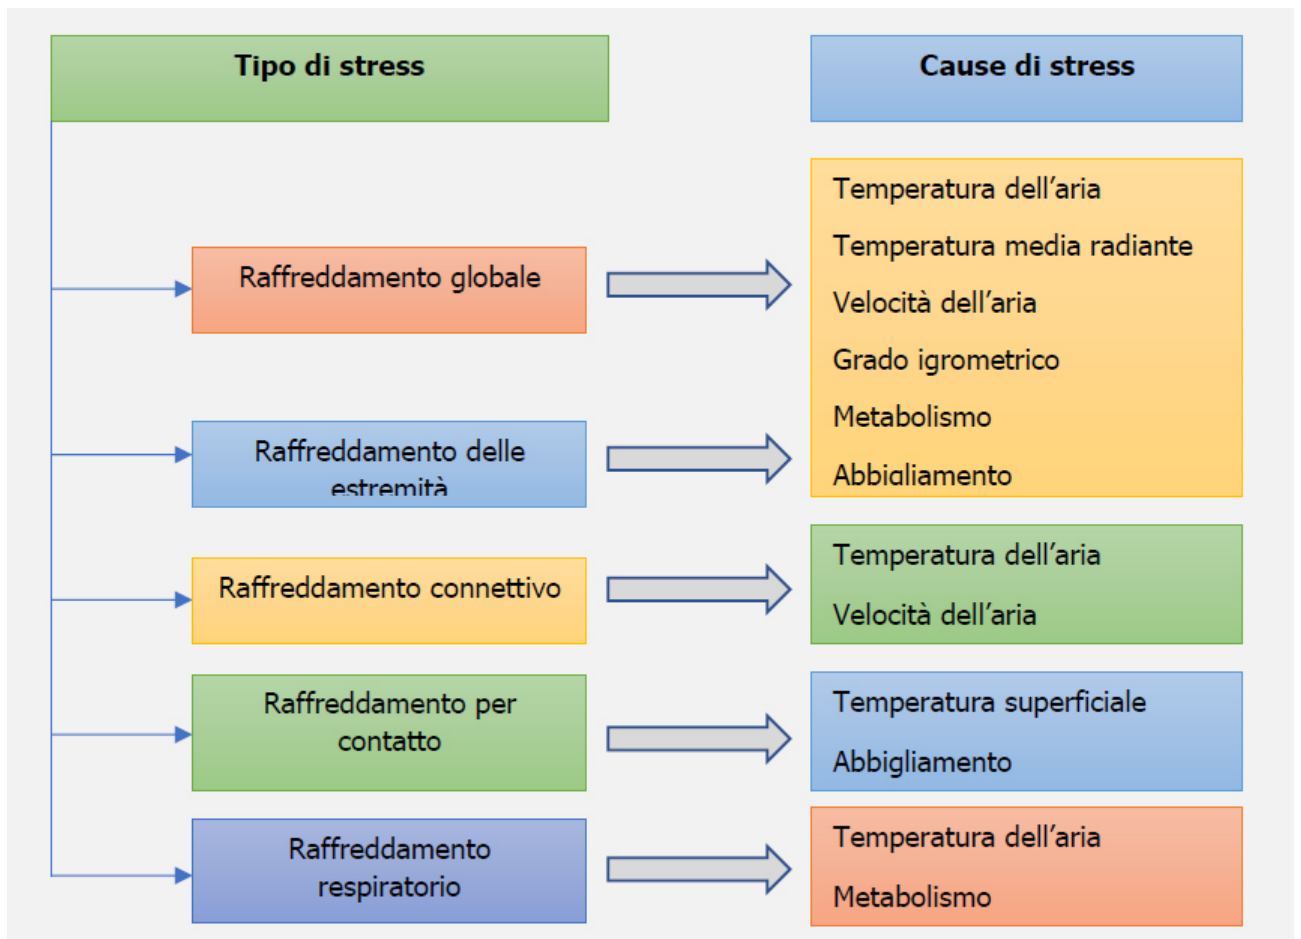 Tipo di stress
Cause di stress
Raffreddamento globale
Raffreddamento delle
estremità
Temperatura dell'aria
Temperatura media radiante
Velocità dell'aria
Grado igrometrico
Metabolismo
Abbigliamento
Raffreddamento connettivo
Temperatura dell'aria
Velocità dell'aria
Raffreddamento per
contatto
Temperatura superficiale
Abbigliamento
Raffreddamento
respiratorio
Temperatura dell'aria
Metabolismo